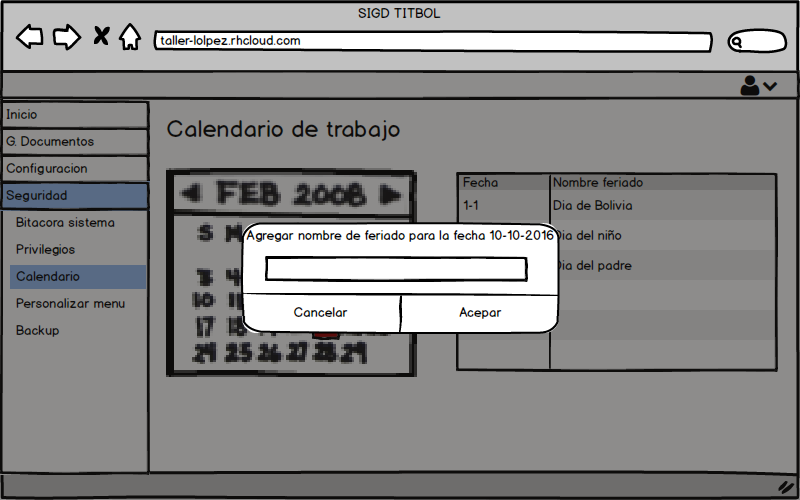 SIGD TITBOL
taller-lolpez.rhcloud.com
Inicio
G. Documentos
Configuracion
Seguridad
Bitacora sistema
Privilegios
Calendario
Personalizar menu
Backup
Calendario de trabajo
FEB 2008
S M
3 4
10 11
17 18
24 25 26 27 28 29
Fecha Nombre feriado
1-1 Dia de Bolivia
Dia del niño
Dia del padre
Agregar nombre de feriado para la fecha 10-10-2016
Cancelar Acepar